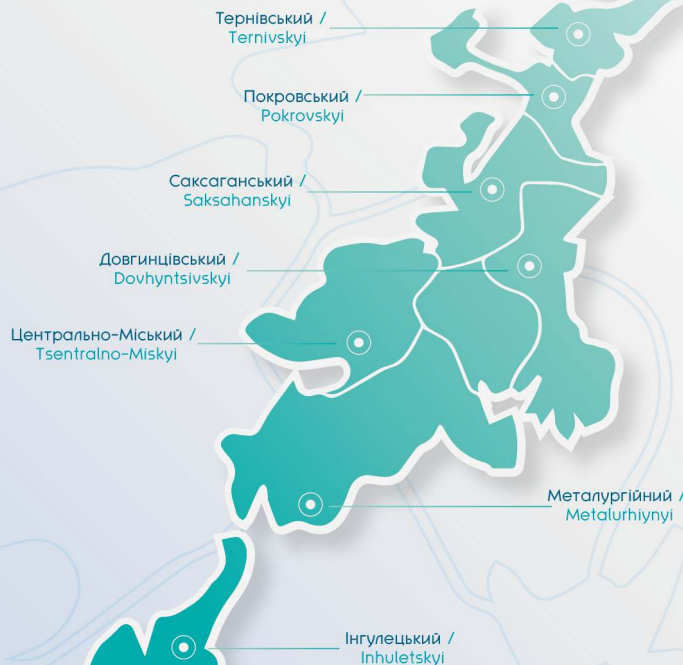 Тернівський /
Ternivskyi
Покровський /
Pokrovskyi
Саксаганський /
Saksahanskyi
Довгинцівський /
Dovhyntsivskyi
Центрально-Міський /
Tsentralno-Miskyi
Металургійний /
Metalurhiynyi
Інгулецький /
Inhuletskyi